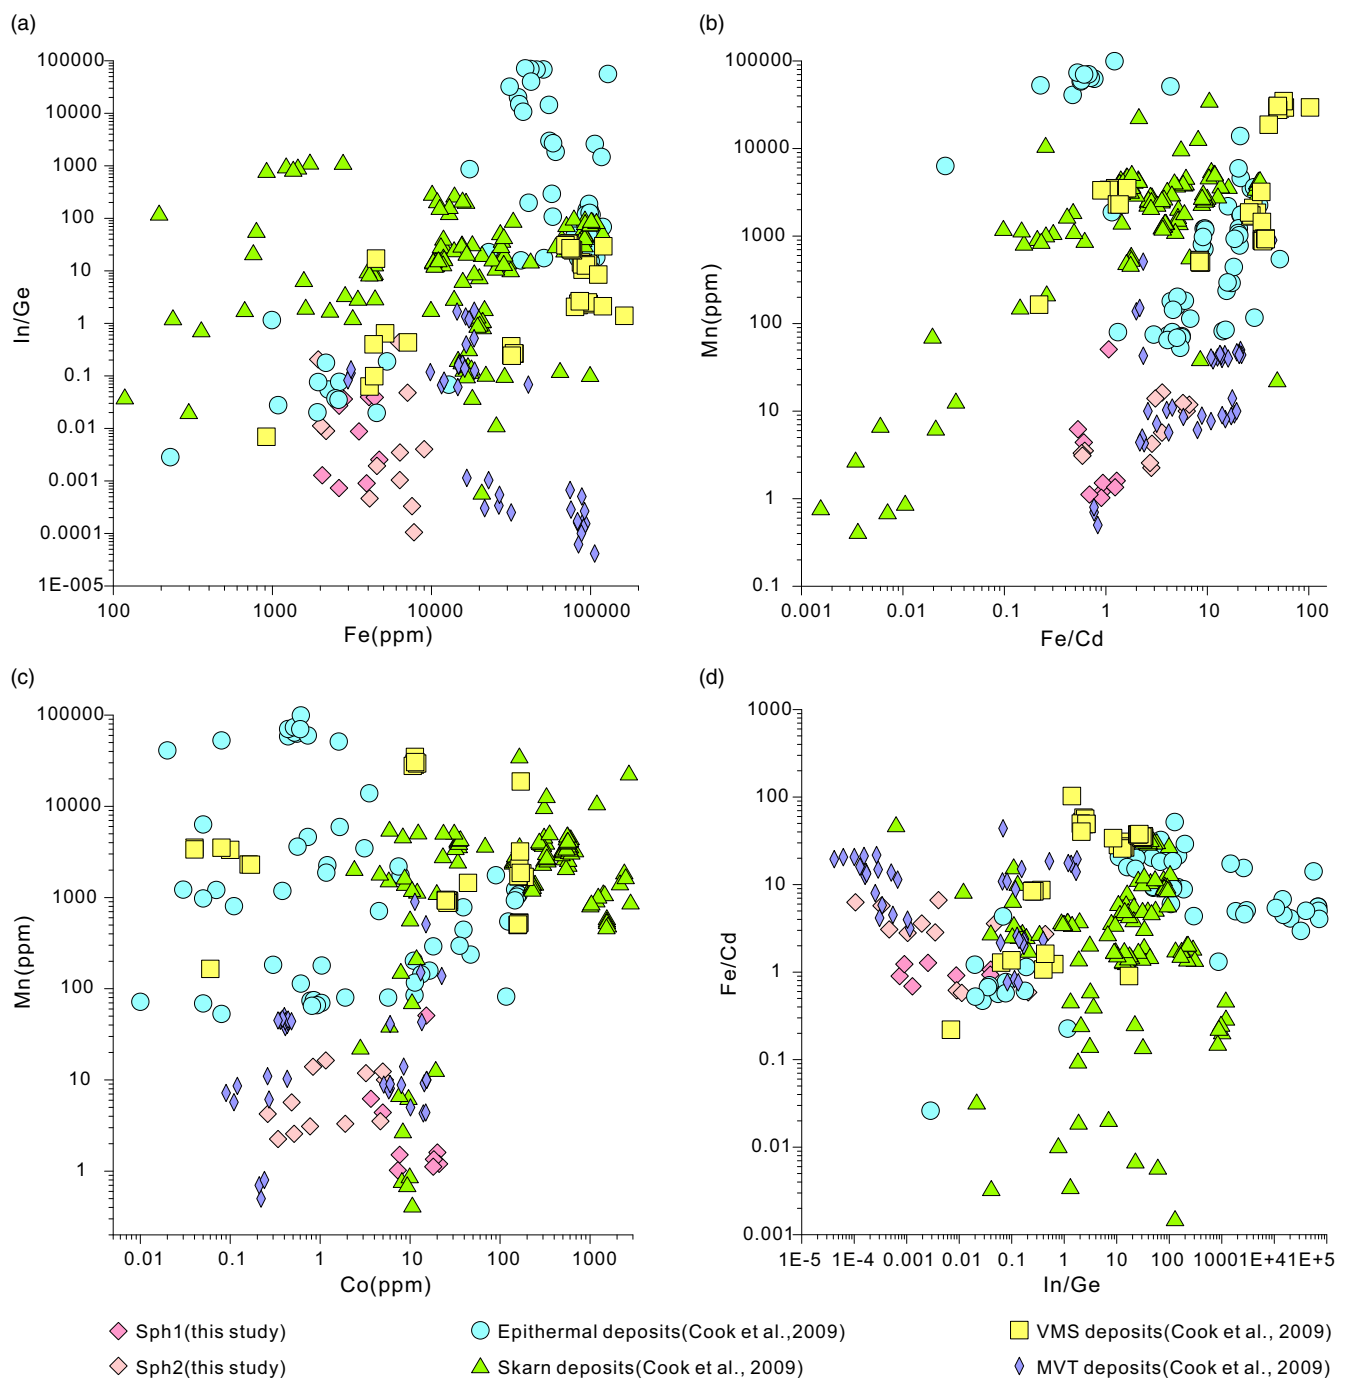 (a)
100000
10000
1000
100
10
1
0.1
0.01
0.001
0.0001
1E-005
In/Ge
100
1000
10000
100000
Fe(ppm)
(b)
100000
10000
1000
100
10
1
0.1
Mn(ppm)
0.001
0.01
0.1
1
10
100
Fe/Cd
(c)
100000
10000
1000
100
10
1
Mn(ppm)
0.01
0.1
1
10
100
1000
Co(ppm)
(d)
1000
100
10
1
0.1
0.01
0.001
Fe/Cd
1E-5
1E-4
0.001
0.01
0.1
1
10
100
1000
1E+4
1E+5
In/Ge
Sph1(this study)
Epithermal deposits(Cook et al.,2009)
VMS deposits(Cook et al., 2009)
Sph2(this study)
Skarn deposits(Cook et al., 2009)
MVT deposits(Cook et al., 2009)